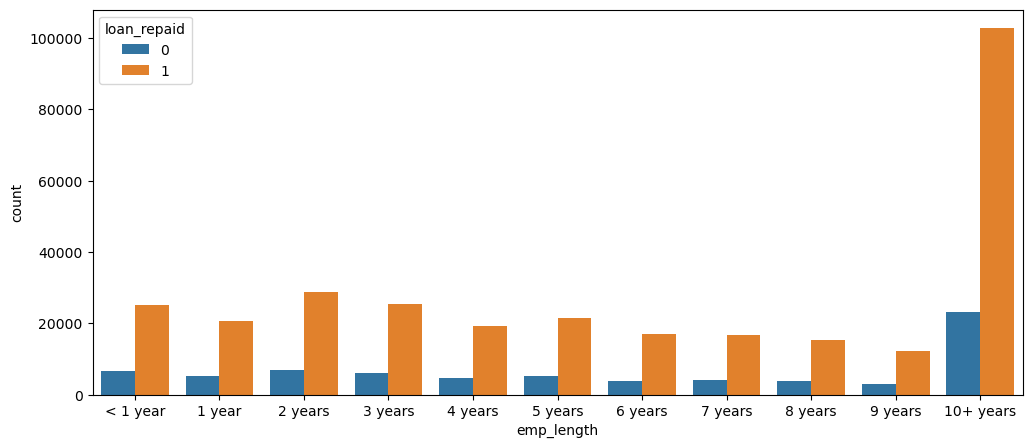 loan_repaid
0
1
100000
80000
60000
40000
20000
0
count
< 1 year 1 year 2 years 3 years 4 years 5 years 6 years 7 years 8 years 9 years 10+ years
emp_length